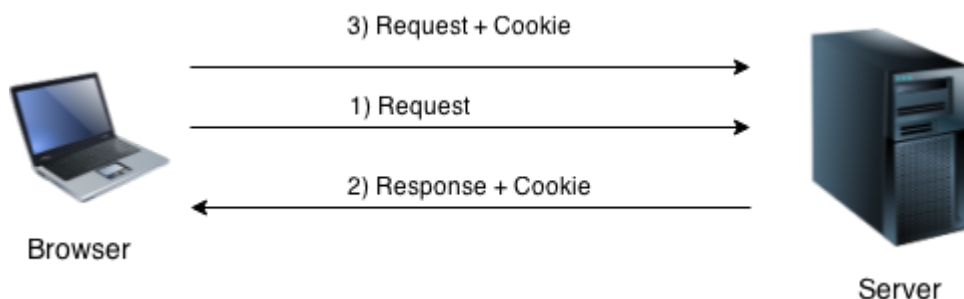 3) Request + Cookie
1) Request
2) Response + Cookie
Browser
Server